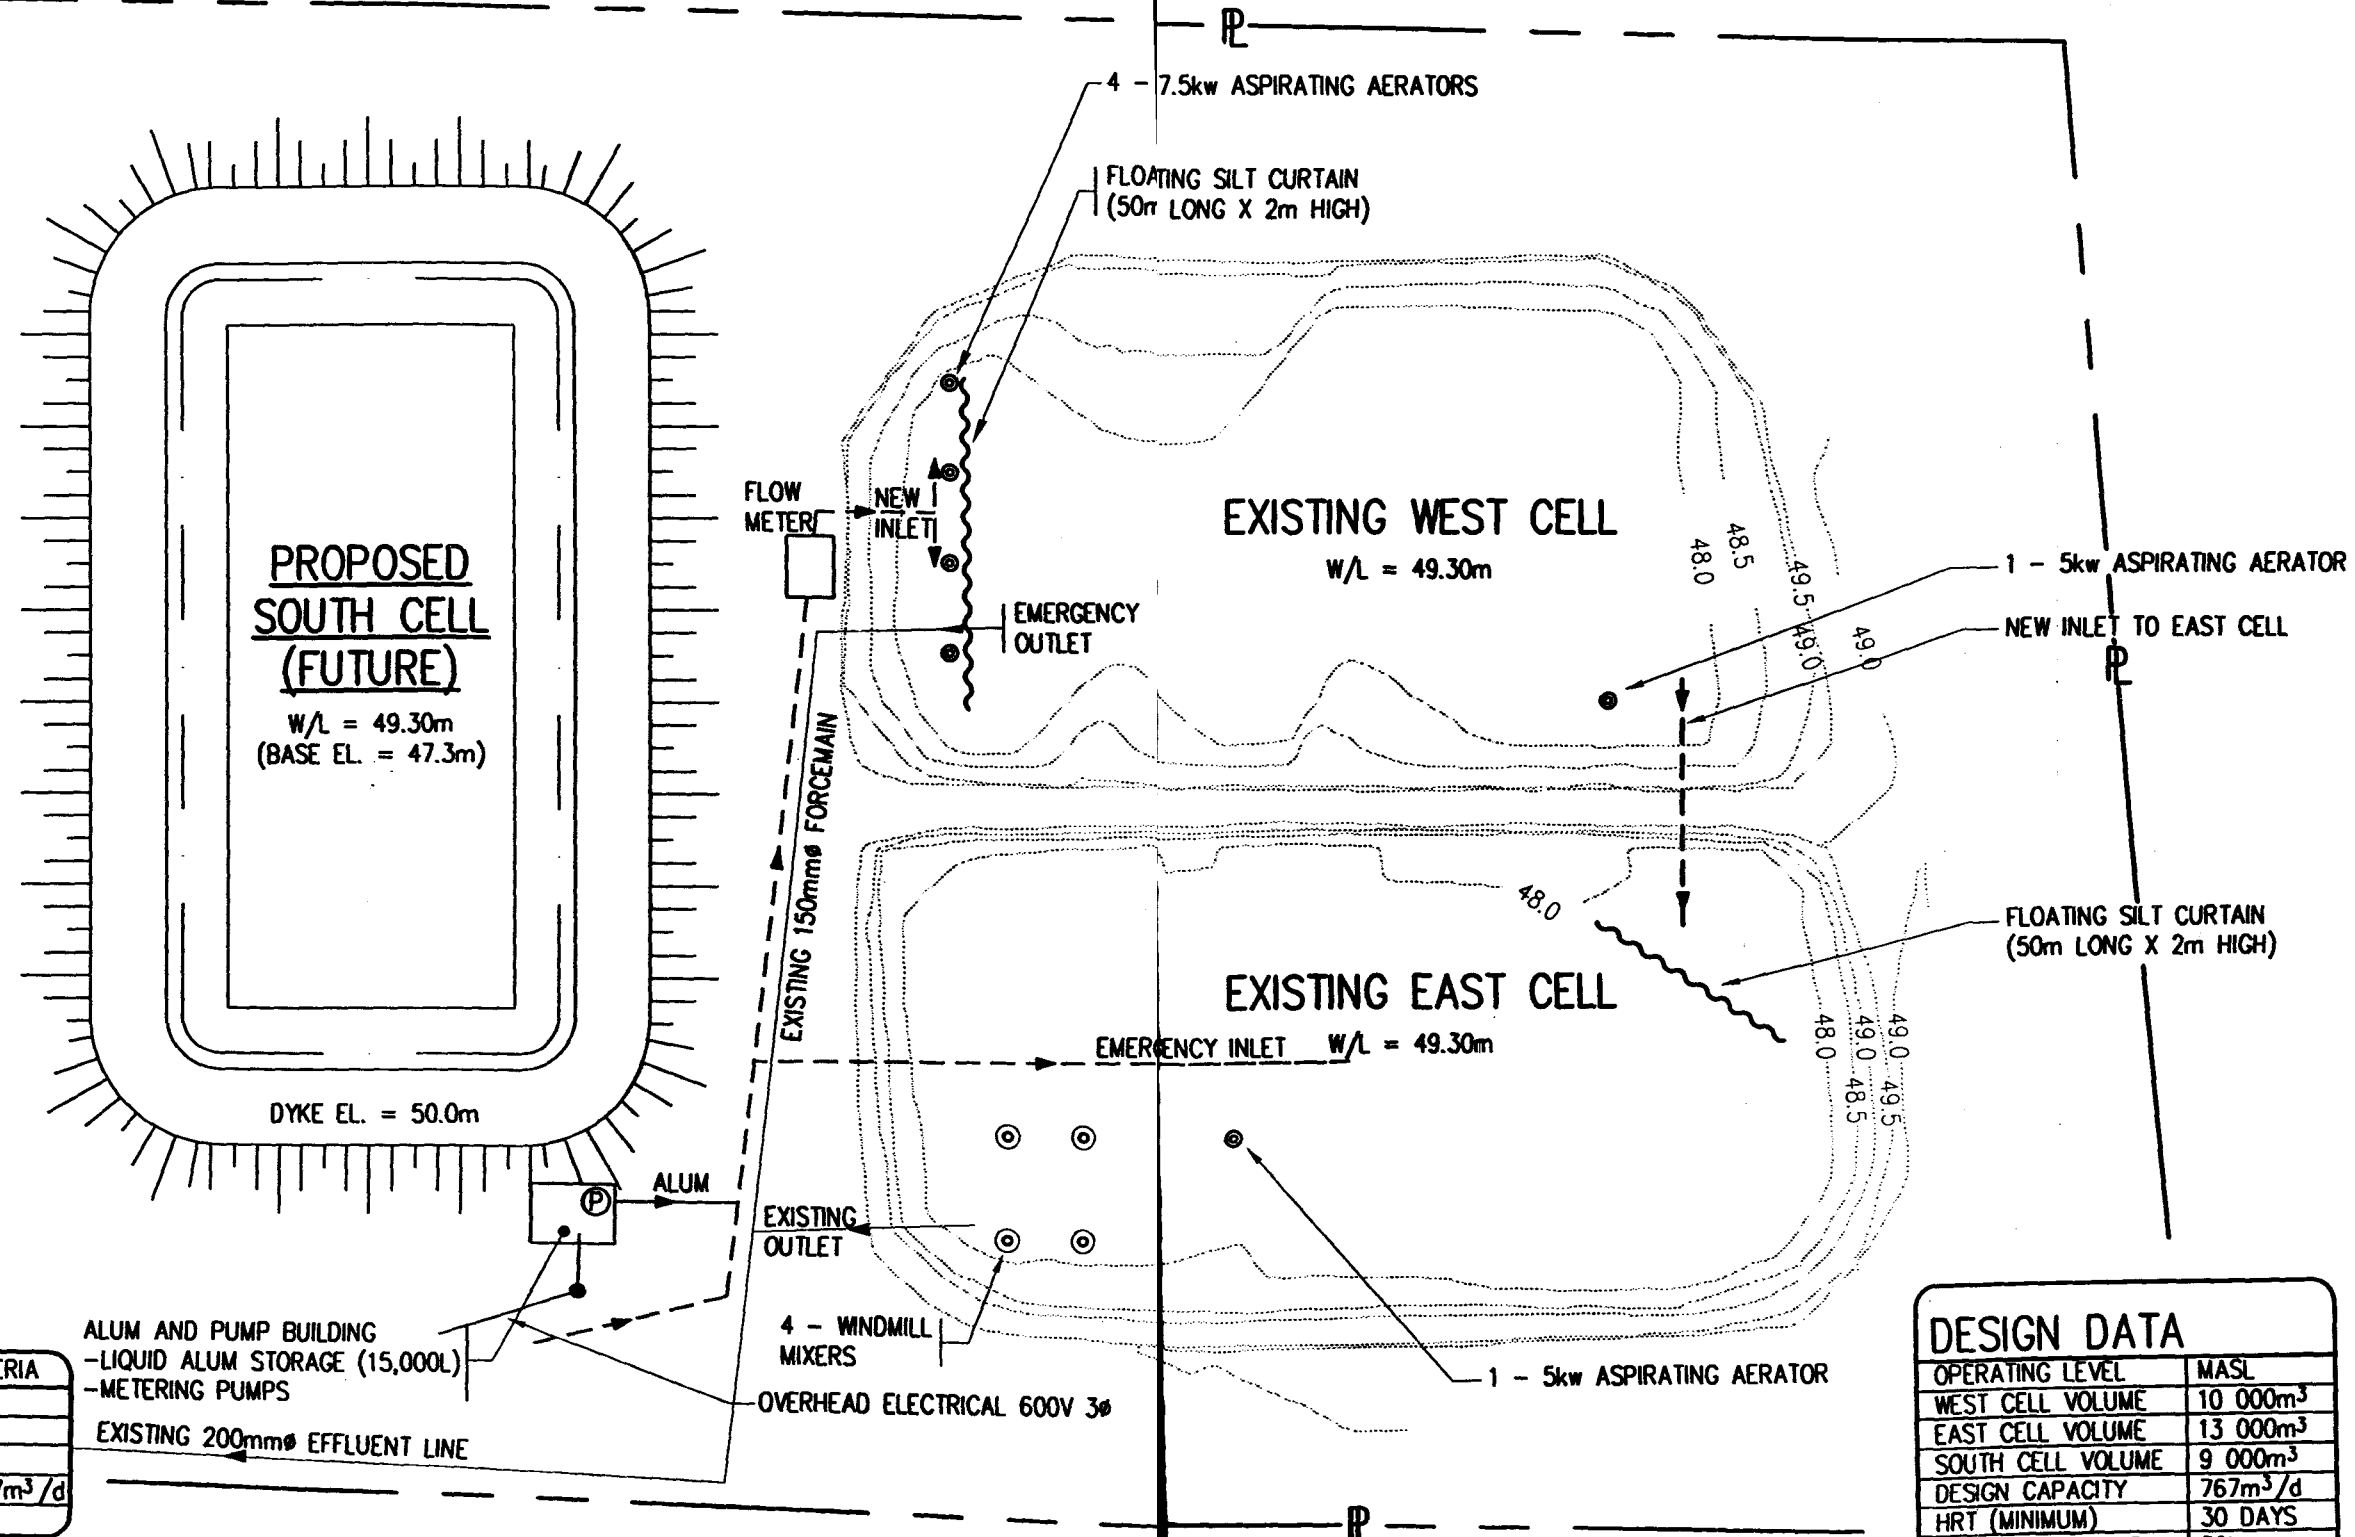 PL
4 - 7.5kw ASPIRATING AERATORS
FLOATING SILT CURTAIN
(50m LONG X 2m HIGH)
FLOW
METER
NEW
INLET
EXISTING WEST CELL
W/L = 49.30m
48.0
48.5
49.5
49.0
49.0
1 - 5kw ASPIRATING AERATOR
NEW INLET TO EAST CELL
PL
EMERGENCY
OUTLET
PROPOSED
SOUTH CELL
(FUTURE)
W/L = 49.30m
(BASE EL. = 47.3m)
DYKE EL. = 50.0m
EXISTING 150mmø FORCEMAIN
48.0
FLOATING SILT CURTAIN
(50m LONG X 2m HIGH)
EXISTING EAST CELL
W/L = 49.30m
EMERGENCY INLET
48.0
49.0
49.0
48.5
49.5
P
ALUM
EXISTING
OUTLET
4 - WINDMILL
MIXERS
1 - 5kw ASPIRATING AERATOR
ALUM AND PUMP BUILDING
-LIQUID ALUM STORAGE (15,000L)
-METERING PUMPS
OVERHEAD ELECTRICAL 600V 3ø
EXISTING 200mmø EFFLUENT LINE
ERIA
m³/d
PL
DESIGN DATA
OPERATING LEVEL MASL
WEST CELL VOLUME 10 000m³
EAST CELL VOLUME 13 000m³
SOUTH CELL VOLUME 9 000m³
DESIGN CAPACITY 767m³/d
HRT (MINIMUM) 30 DAYS